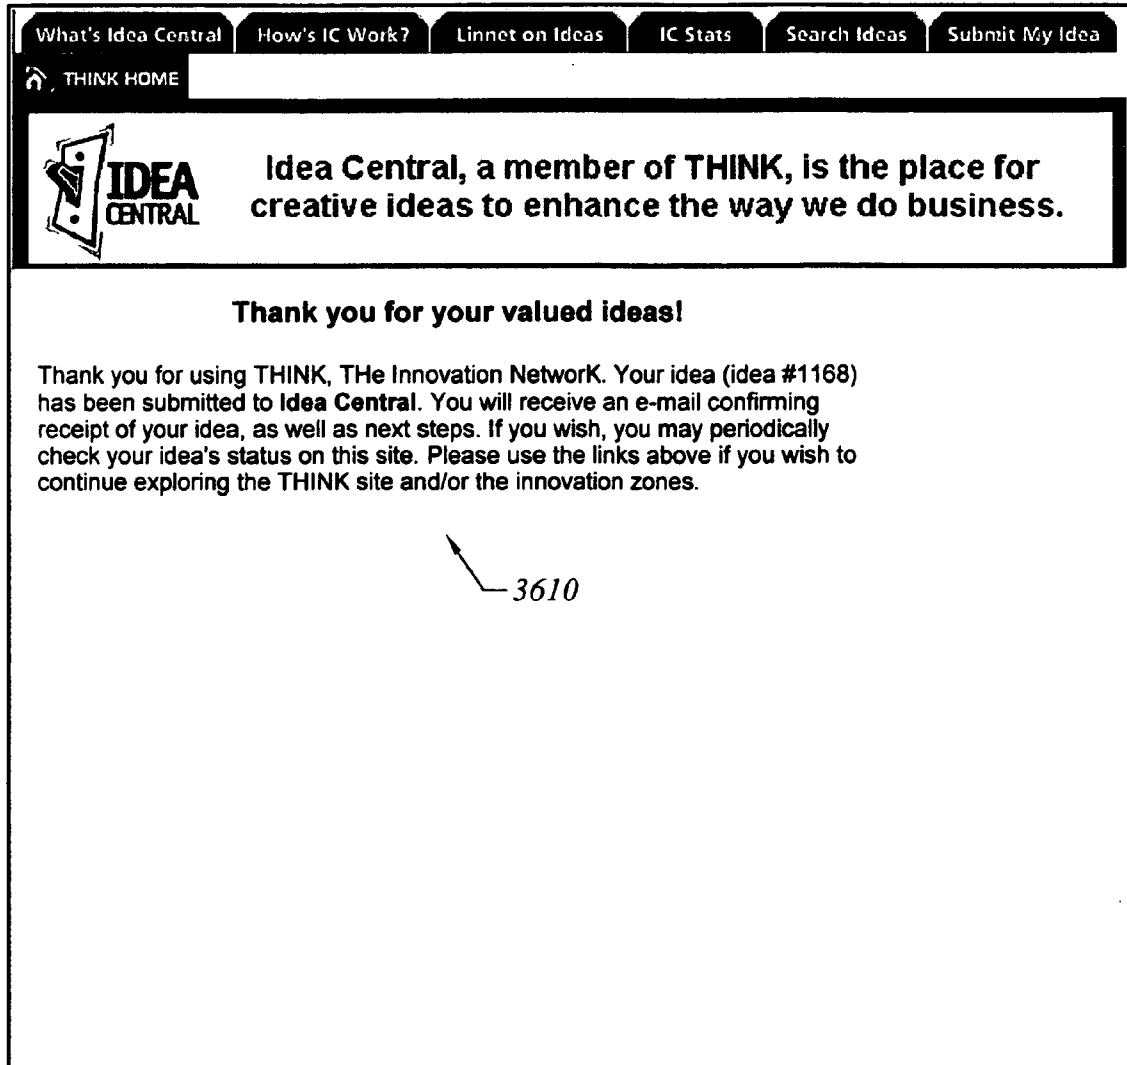 What's Idea Central How's IC Work? Linnet on Ideas IC Stats Search Ideas Submit My Idea
THINK HOME
IDEA
CENTRAL
Idea Central, a member of THINK, is the place for
creative ideas to enhance the way we do business.
Thank you for your valued ideas!
Thank you for using THINK, THe Innovation NetworK. Your idea (idea #1168)
has been submitted to Idea Central. You will receive an e-mail confirming
receipt of your idea, as well as next steps. If you wish, you may periodically
check your idea's status on this site. Please use the links above if you wish to
continue exploring the THINK site and/or the innovation zones.
3610